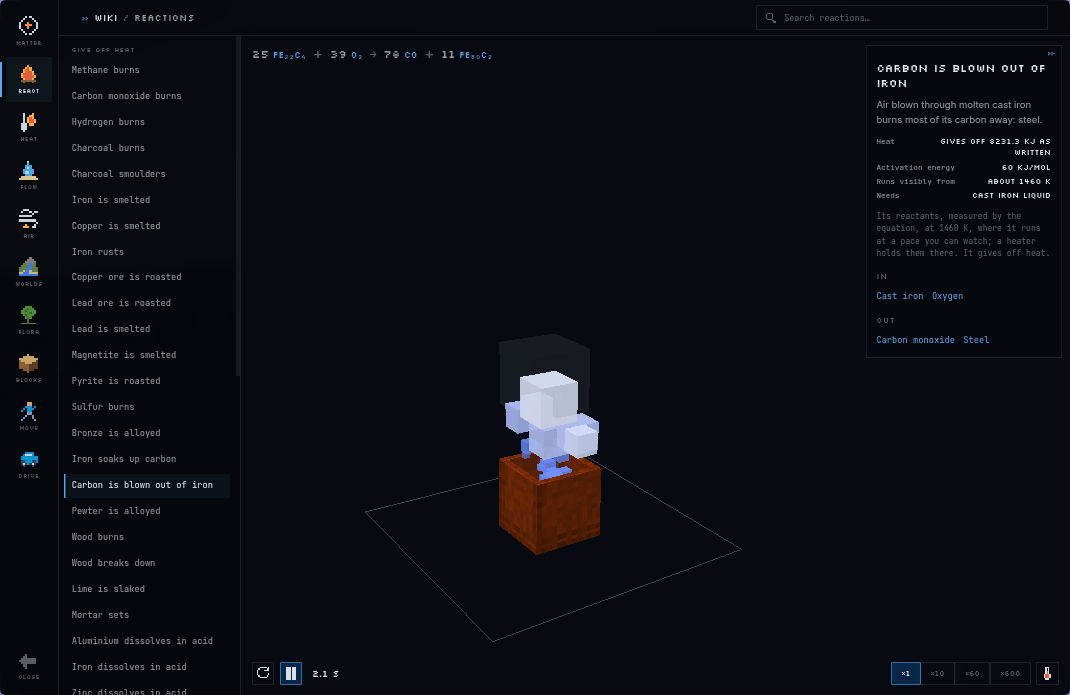 WIKI / REACTIONS
Search reactions…
MATTER
REACT
HEAT
FLOW
AIR
WORLDS
FLORA
BLOCKS
MOVE
DRIVE
CLOSE
GIVE OFF HEAT
Methane burns
Carbon monoxide burns
Hydrogen burns
Charcoal burns
Charcoal smoulders
Iron is smelted
Copper is smelted
Iron rusts
Copper ore is roasted
Lead ore is roasted
Lead is smelted
Magnetite is smelted
Pyrite is roasted
Sulfur burns
Bronze is alloyed
Iron soaks up carbon
Carbon is blown out of iron
Pewter is alloyed
Wood burns
Wood breaks down
Lime is slaked
Mortar sets
Aluminium dissolves in acid
Iron dissolves in acid
Zinc dissolves in acid
25 FE₂₂C₄ + 39 O₂ → 78 CO + 11 FE₅₀C₂
CARBON IS BLOWN OUT OF
IRON
Air blown through molten cast iron
burns most of its carbon away: steel.
Heat GIVES OFF 8231.3 KJ AS
WRITTEN
Activation energy 60 KJ/MOL
Runs visibly from ABOUT 1460 K
Needs CAST IRON LIQUID
Its reactants, measured by the
equation, at 1460 K, where it runs
at a pace you can watch; a heater
holds them there. It gives off heat.
IN
Cast iron Oxygen
OUT
Carbon monoxide Steel
2.1 S
×1 ×10 ×60 ×600